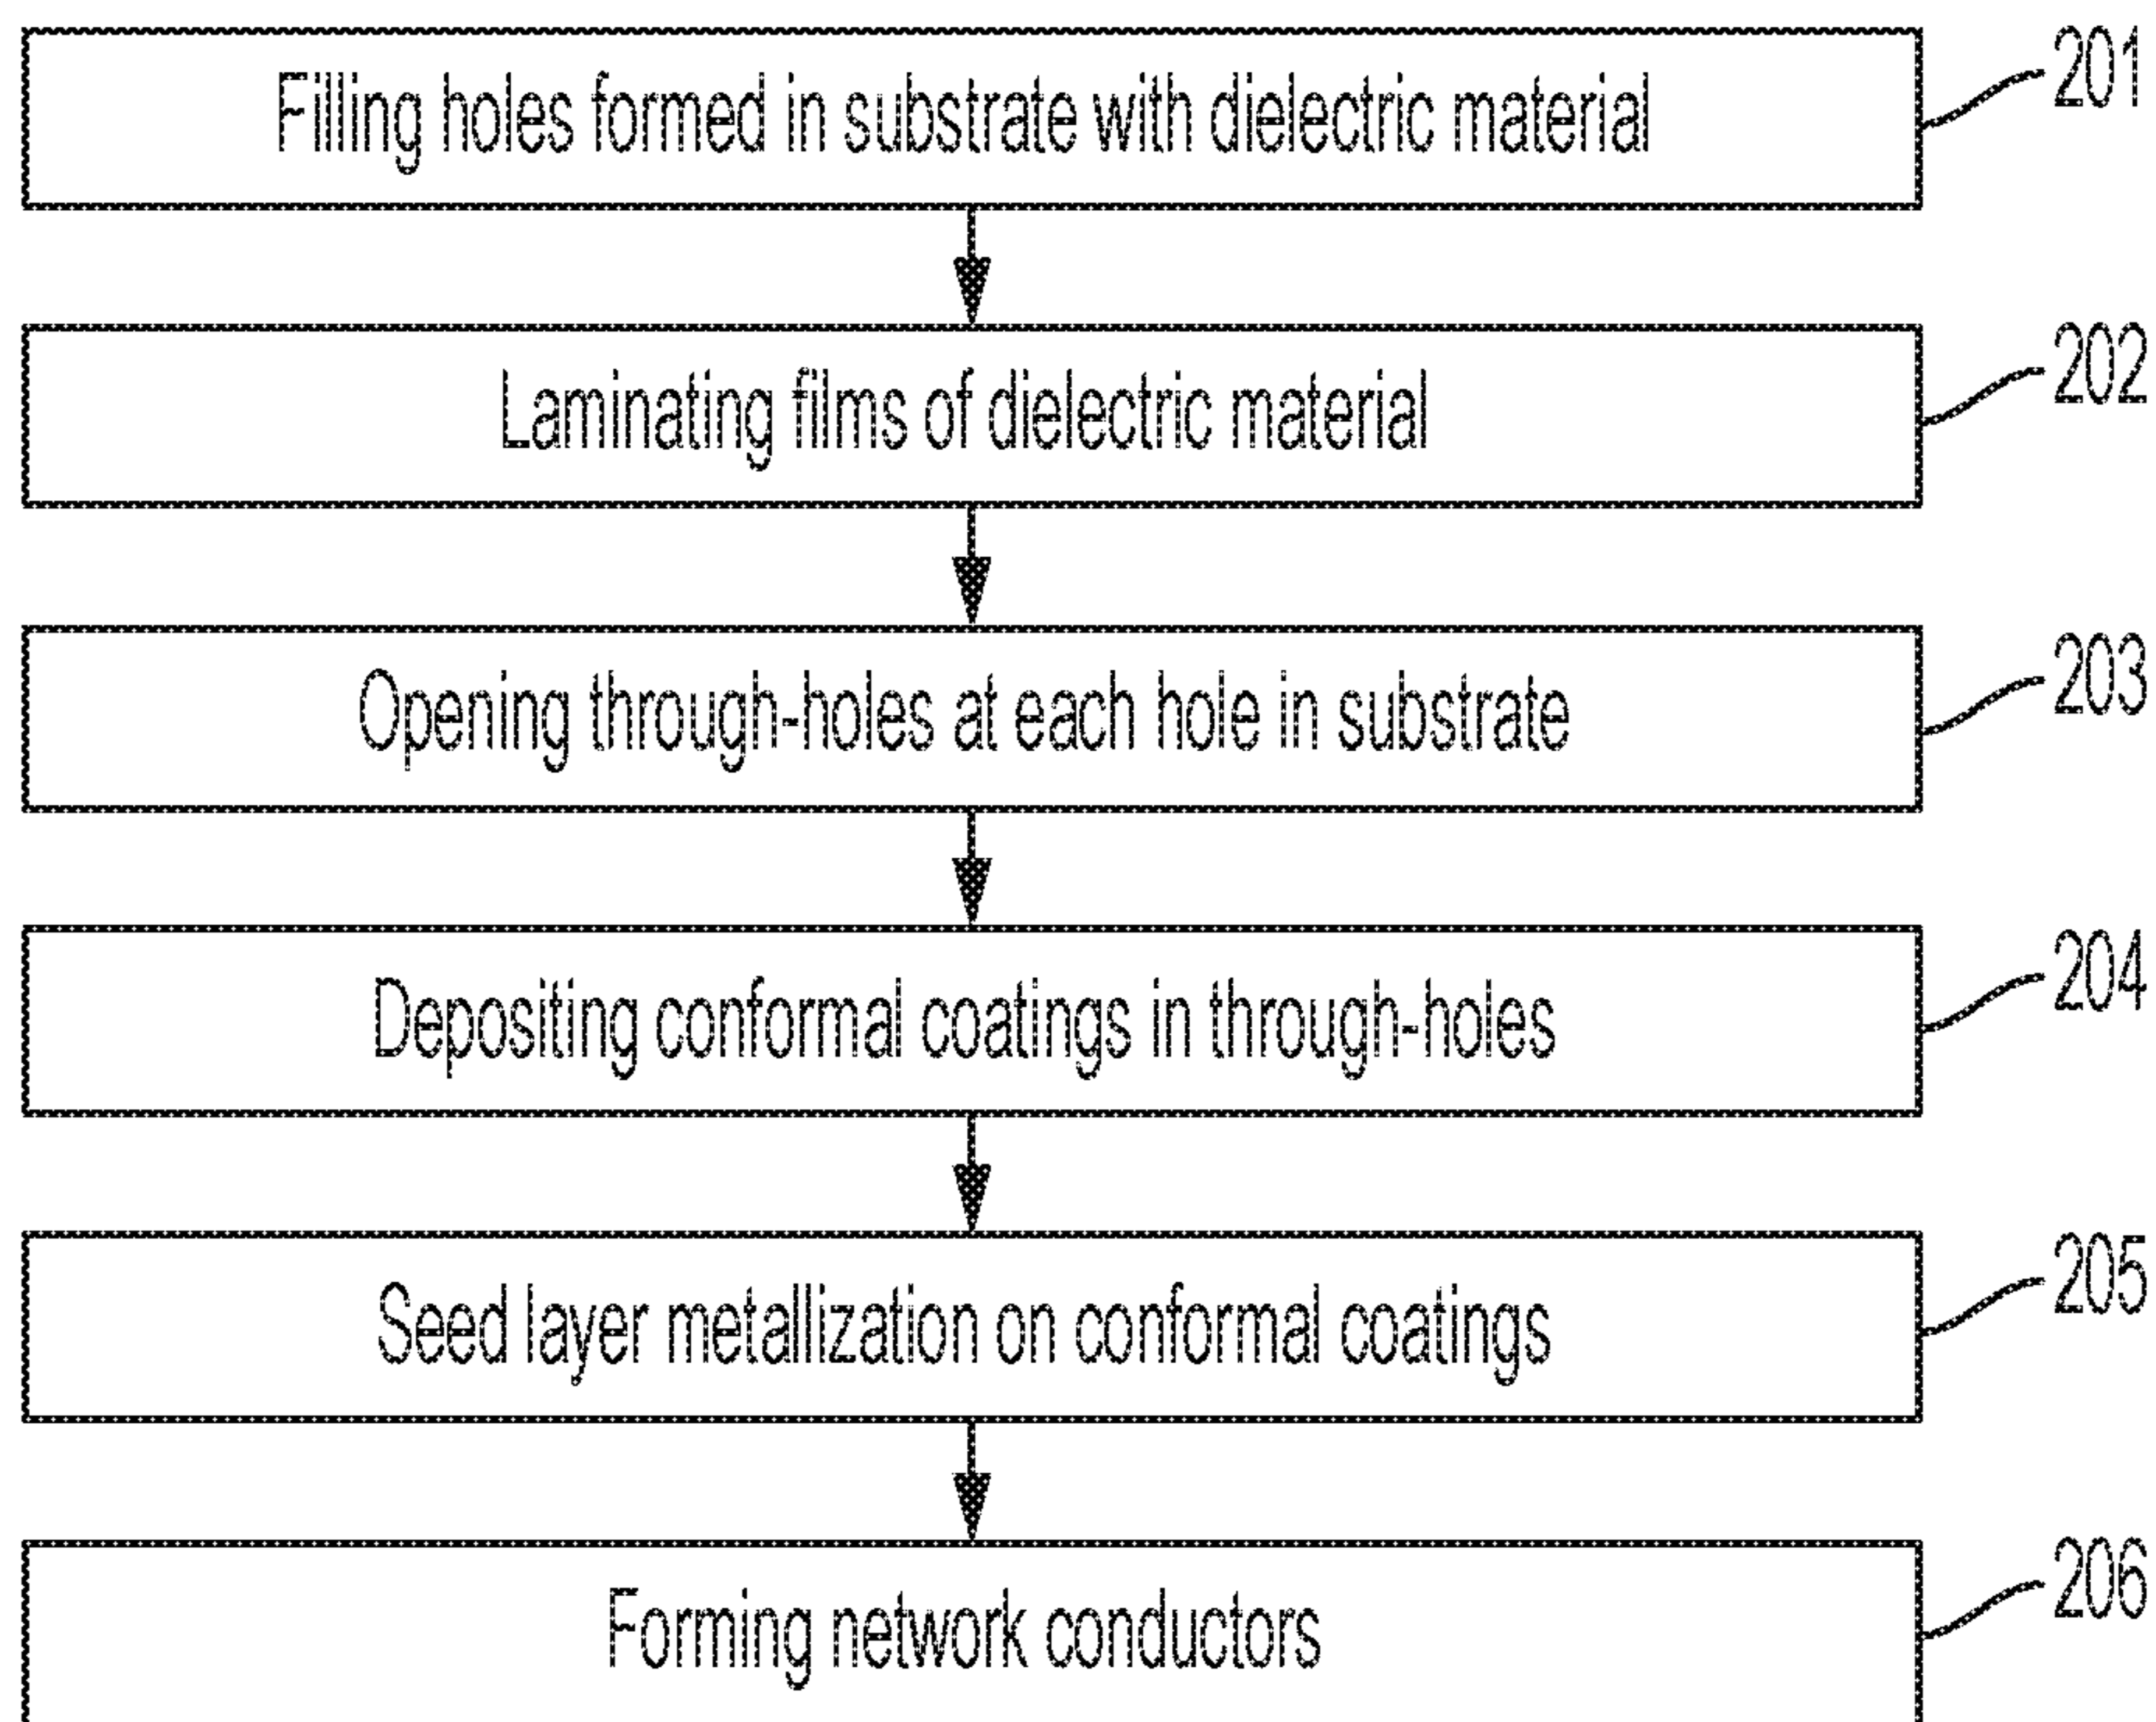 Filling holes formed in substrate with dielectric material
201
Laminating films of dielectric material
202
Opening through-holes at each hole in substrate
203
Depositing conformal coatings in through-holes
204
Seed layer metallization on conformal coatings
205
Forming network conductors
206